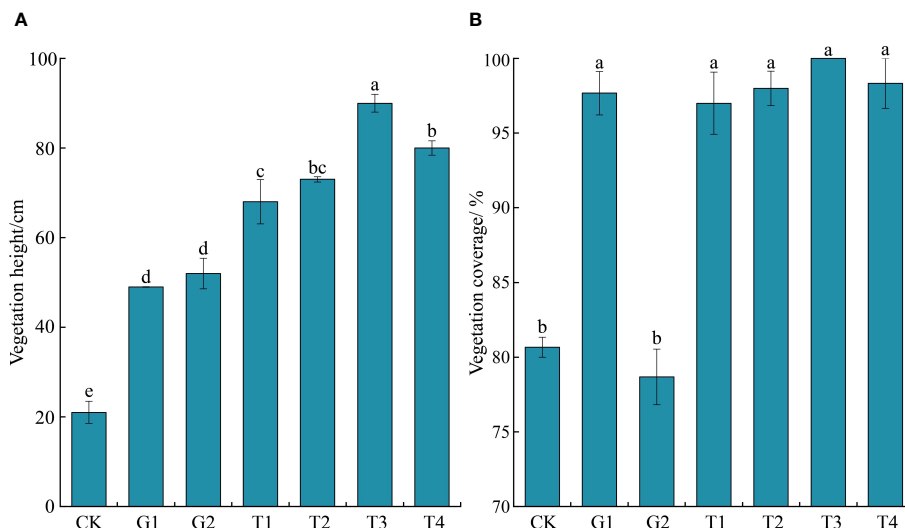 A
Vegetation height/cm
100
80
60
40
20
0
e
d
d
c
bc
a
b
CK G1 G2 T1 T2 T3 T4
B
Vegetation coverage/ %
100
95
90
85
80
75
70
b
a
b
a
a
a
a
CK G1 G2 T1 T2 T3 T4